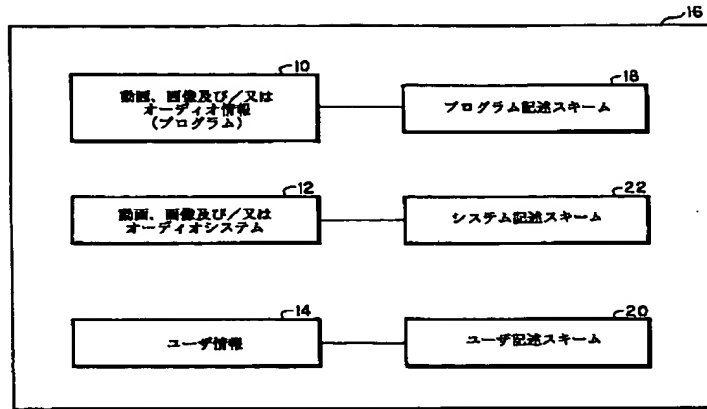 16
10
動画、画像及び/又は
オーディオ情報
(プログラム)
18
プログラム記述スキーム
12
動画、画像及び/又は
オーディオシステム
22
システム記述スキーム
14
ユーザ情報
20
ユーザ記述スキーム